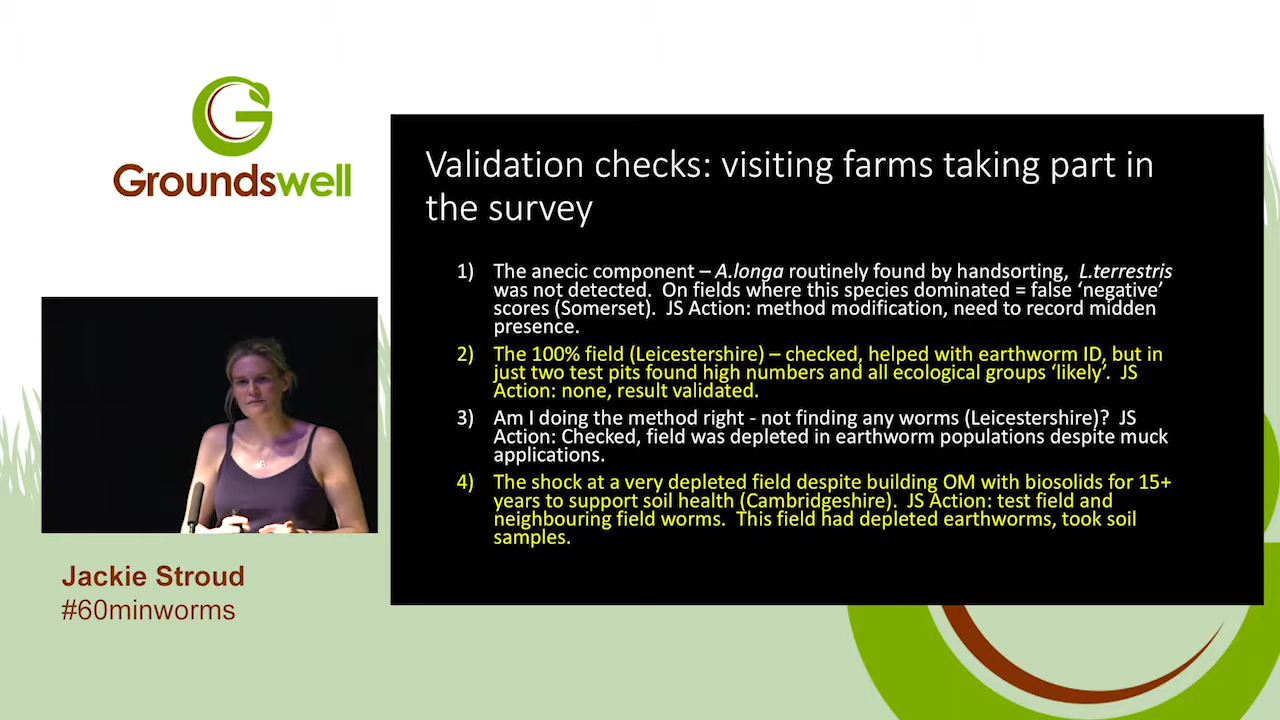 Groundswell
Validation checks: visiting farms taking part in
the survey
1) The anecic component – A.longa routinely found by handsorting, L.terrestris
was not detected. On fields where this species dominated = false ‘negative’
scores (Somerset). JS Action: method modification, need to record midden
presence.
2) The 100% field (Leicestershire) – checked, helped with earthworm ID, but in
just two test pits found high numbers and all ecological groups ‘likely’. JS
Action: none, result validated.
3) Am I doing the method right - not finding any worms (Leicestershire)? JS
Action: Checked, field was depleted in earthworm populations despite muck
applications.
4) The shock at a very depleted field despite building OM with biosolids for 15+
years to support soil health (Cambridgeshire). JS Action: test field and
neighbouring field worms. This field had depleted earthworms, took soil
samples.
Jackie Stroud
#60minworms